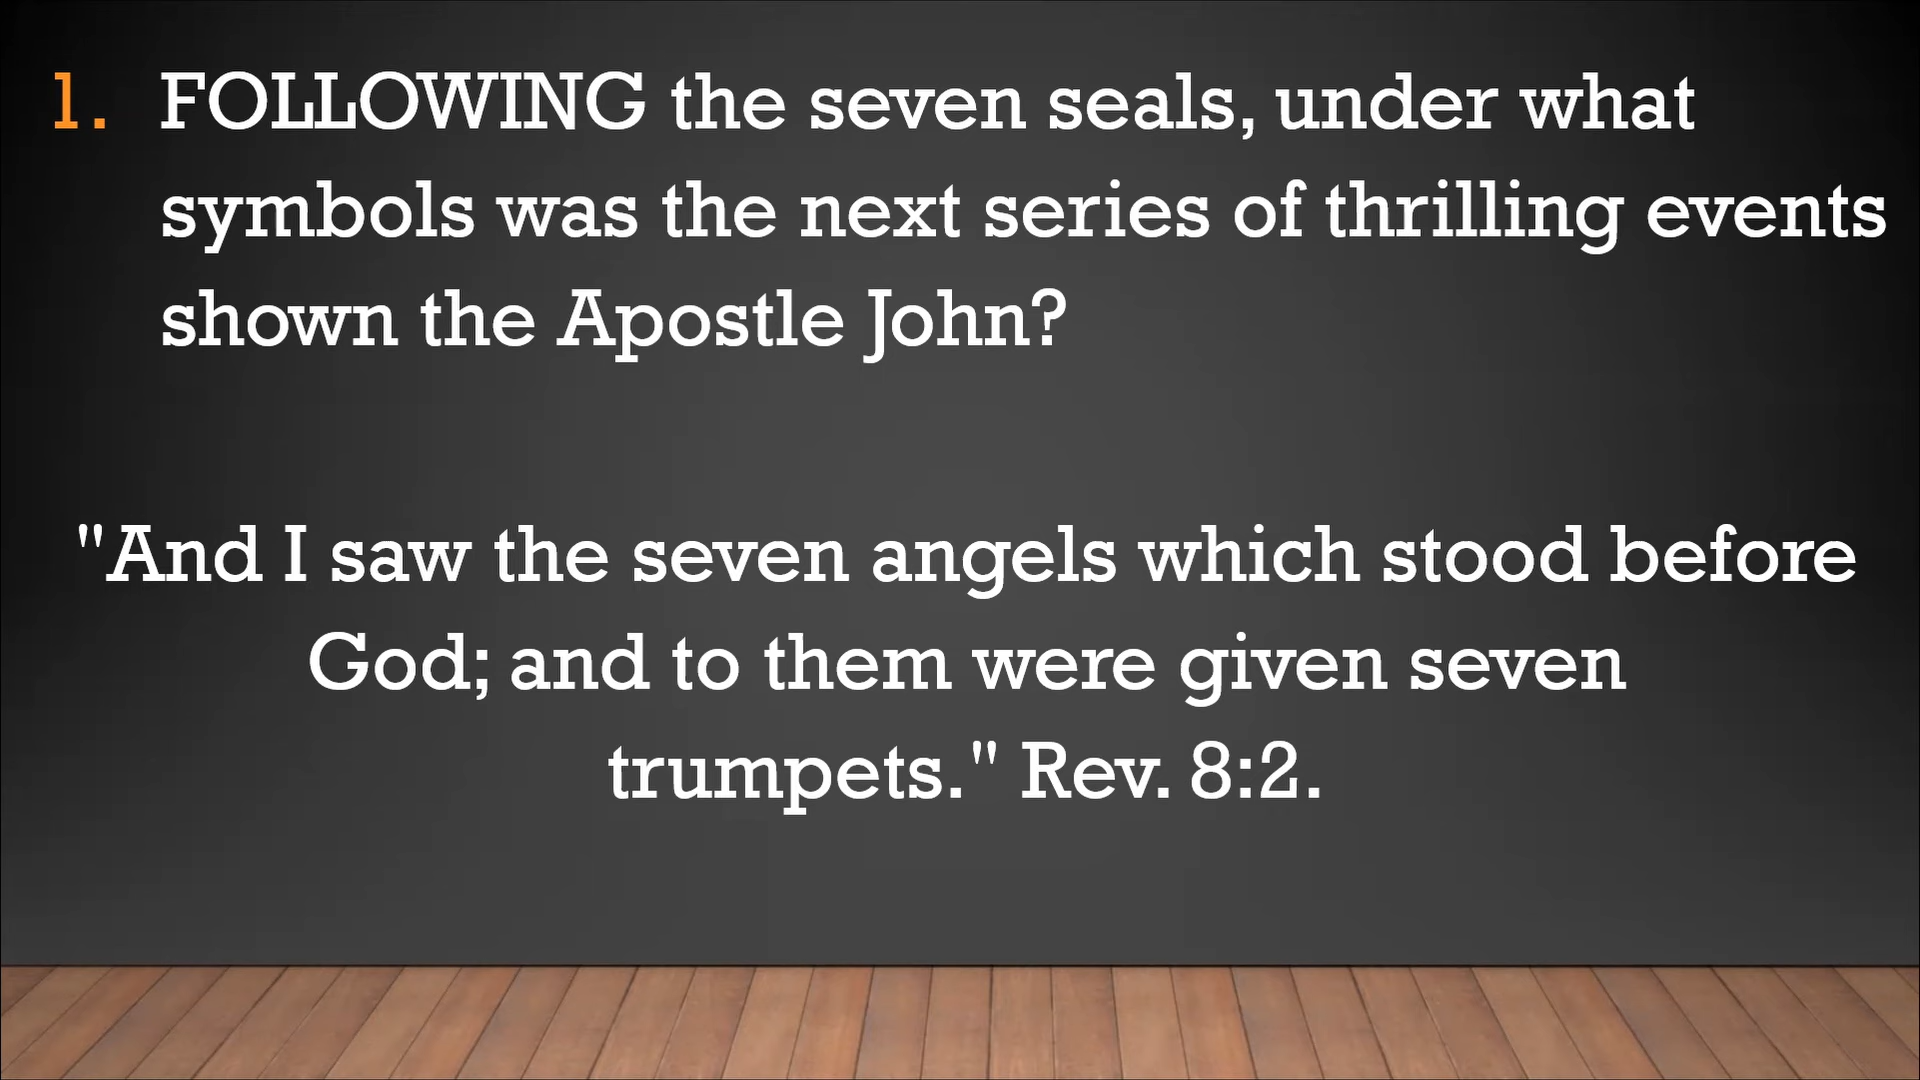 1. FOLLOWING the seven seals, under what
symbols was the next series of thrilling events
shown the Apostle John?
"And I saw the seven angels which stood before
God; and to them were given seven
trumpets." Rev. 8:2.